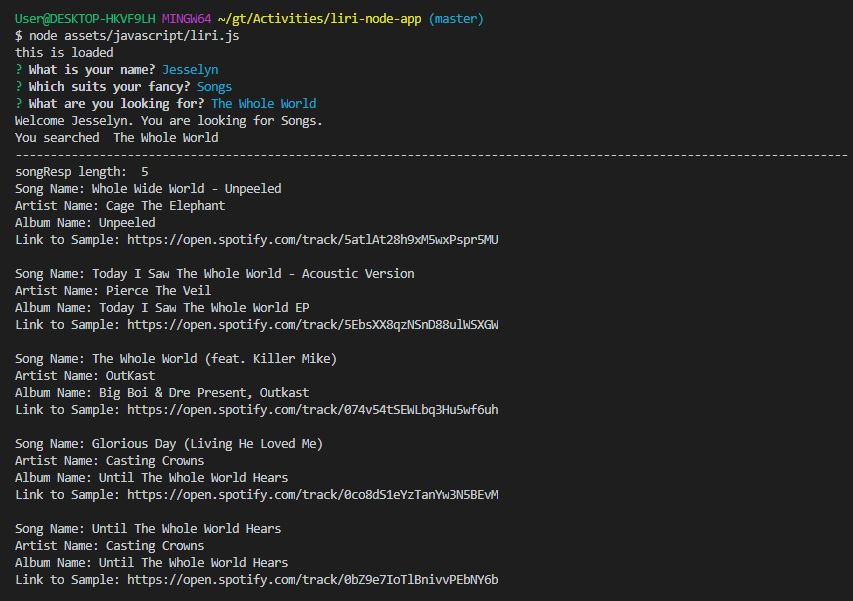 User@DESKTOP-HKVF9LH MINGW64 ~/gt/Activities/liri-node-app (master)
$ node assets/javascript/liri.js
this is loaded
? What is your name? Jesselyn
? Which suits your fancy? Songs
? What are you looking for? The Whole World
Welcome Jesselyn. You are looking for Songs.
You searched  The Whole World
-----------------------------------------------------------------------------------------------------------------------
songResp length:  5
Song Name: Whole Wide World - Unpeeled
Artist Name: Cage The Elephant
Album Name: Unpeeled
Link to Sample: https://open.spotify.com/track/5atlAt28h9xM5wxPspr5MU
Song Name: Today I Saw The Whole World - Acoustic Version
Artist Name: Pierce The Veil
Album Name: Today I Saw The Whole World EP
Link to Sample: https://open.spotify.com/track/5EbsXX8qzNSnD88ulWSXGW
Song Name: The Whole World (feat. Killer Mike)
Artist Name: OutKast
Album Name: Big Boi & Dre Present, Outkast
Link to Sample: https://open.spotify.com/track/074v54tSEWLbq3Hu5wf6uh
Song Name: Glorious Day (Living He Loved Me)
Artist Name: Casting Crowns
Album Name: Until The Whole World Hears
Link to Sample: https://open.spotify.com/track/0co8dS1eYzTanYw3N5BEvM
Song Name: Until The Whole World Hears
Artist Name: Casting Crowns
Album Name: Until The Whole World Hears
Link to Sample: https://open.spotify.com/track/0bZ9e7IoTlBnivvPEbNY6b